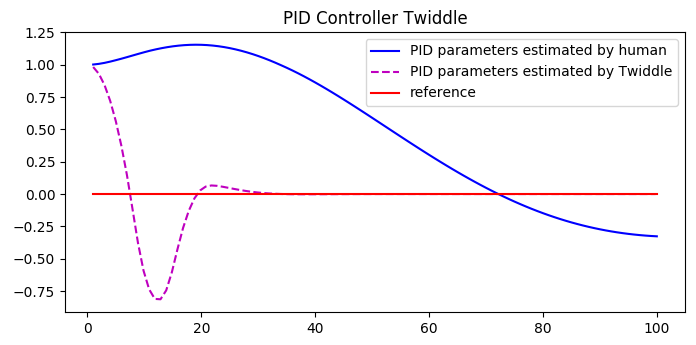 PID Controller Twiddle
PID parameters estimated by human
PID parameters estimated by Twiddle
reference
1.25
1.00
0.75
0.50
0.25
0.00
−0.25
−0.50
−0.75
0 20 40 60 80 100